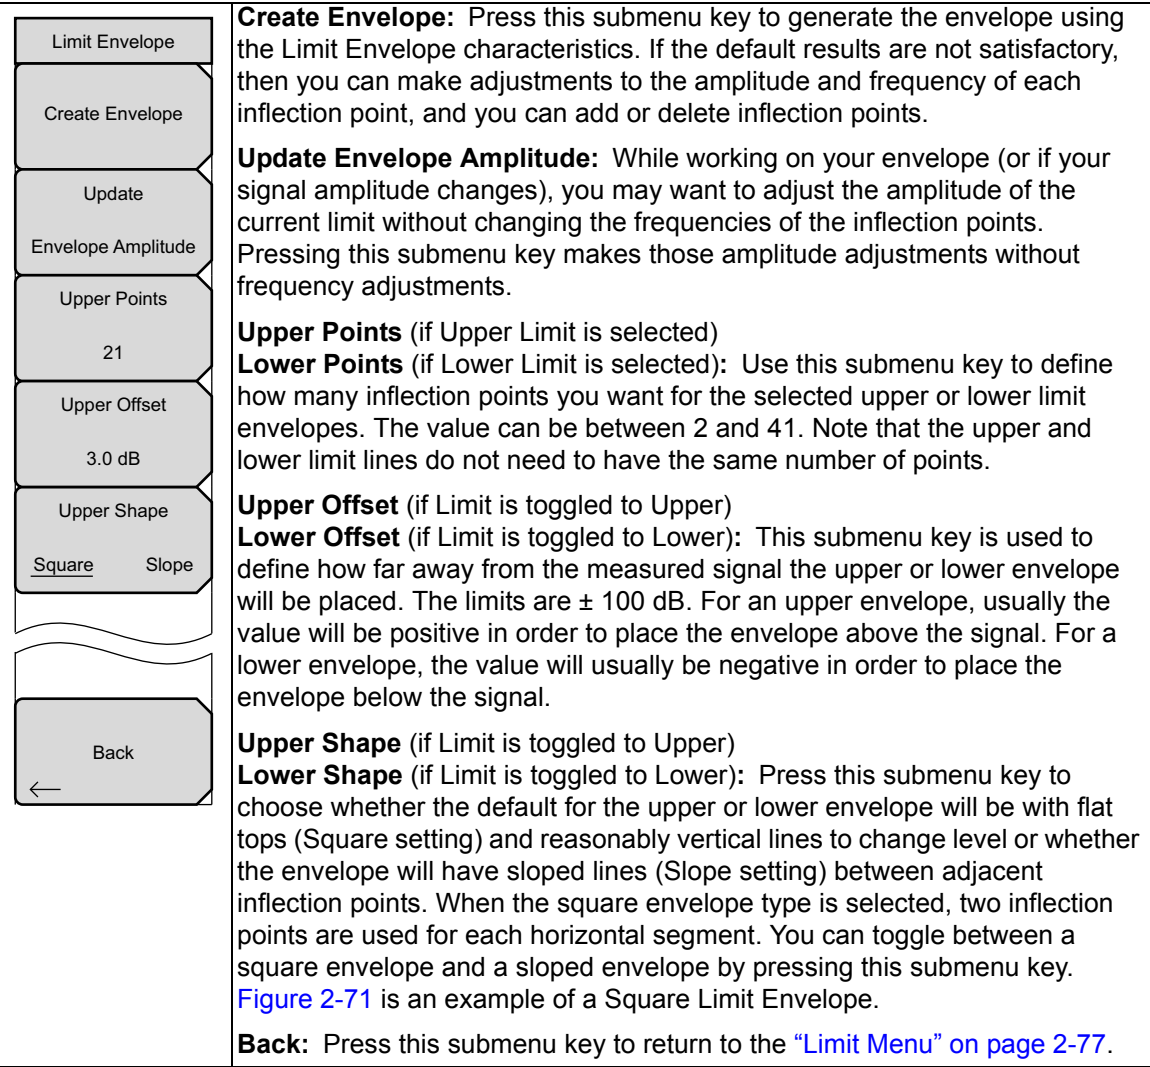 Limit Envelope
Create Envelope
Update
Envelope Amplitude
Upper Points
21
Upper Offset
3.0 dB
Upper Shape
Square Slope
Back
Create Envelope: Press this submenu key to generate the envelope using
the Limit Envelope characteristics. If the default results are not satisfactory,
then you can make adjustments to the amplitude and frequency of each
inflection point, and you can add or delete inflection points.
Update Envelope Amplitude: While working on your envelope (or if your
signal amplitude changes), you may want to adjust the amplitude of the
current limit without changing the frequencies of the inflection points.
Pressing this submenu key makes those amplitude adjustments without
frequency adjustments.
Upper Points (if Upper Limit is selected)
Lower Points (if Lower Limit is selected): Use this submenu key to define
how many inflection points you want for the selected upper or lower limit
envelopes. The value can be between 2 and 41. Note that the upper and
lower limit lines do not need to have the same number of points.
Upper Offset (if Limit is toggled to Upper)
Lower Offset (if Limit is toggled to Lower): This submenu key is used to
define how far away from the measured signal the upper or lower envelope
will be placed. The limits are ± 100 dB. For an upper envelope, usually the
value will be positive in order to place the envelope above the signal. For a
lower envelope, the value will usually be negative in order to place the
envelope below the signal.
Upper Shape (if Limit is toggled to Upper)
Lower Shape (if Limit is toggled to Lower): Press this submenu key to
choose whether the default for the upper or lower envelope will be with flat
tops (Square setting) and reasonably vertical lines to change level or whether
the envelope will have sloped lines (Slope setting) between adjacent
inflection points. When the square envelope type is selected, two inflection
points are used for each horizontal segment. You can toggle between a
square envelope and a sloped envelope by pressing this submenu key.
Figure 2-71 is an example of a Square Limit Envelope.
Back: Press this submenu key to return to the “Limit Menu” on page 2-77.